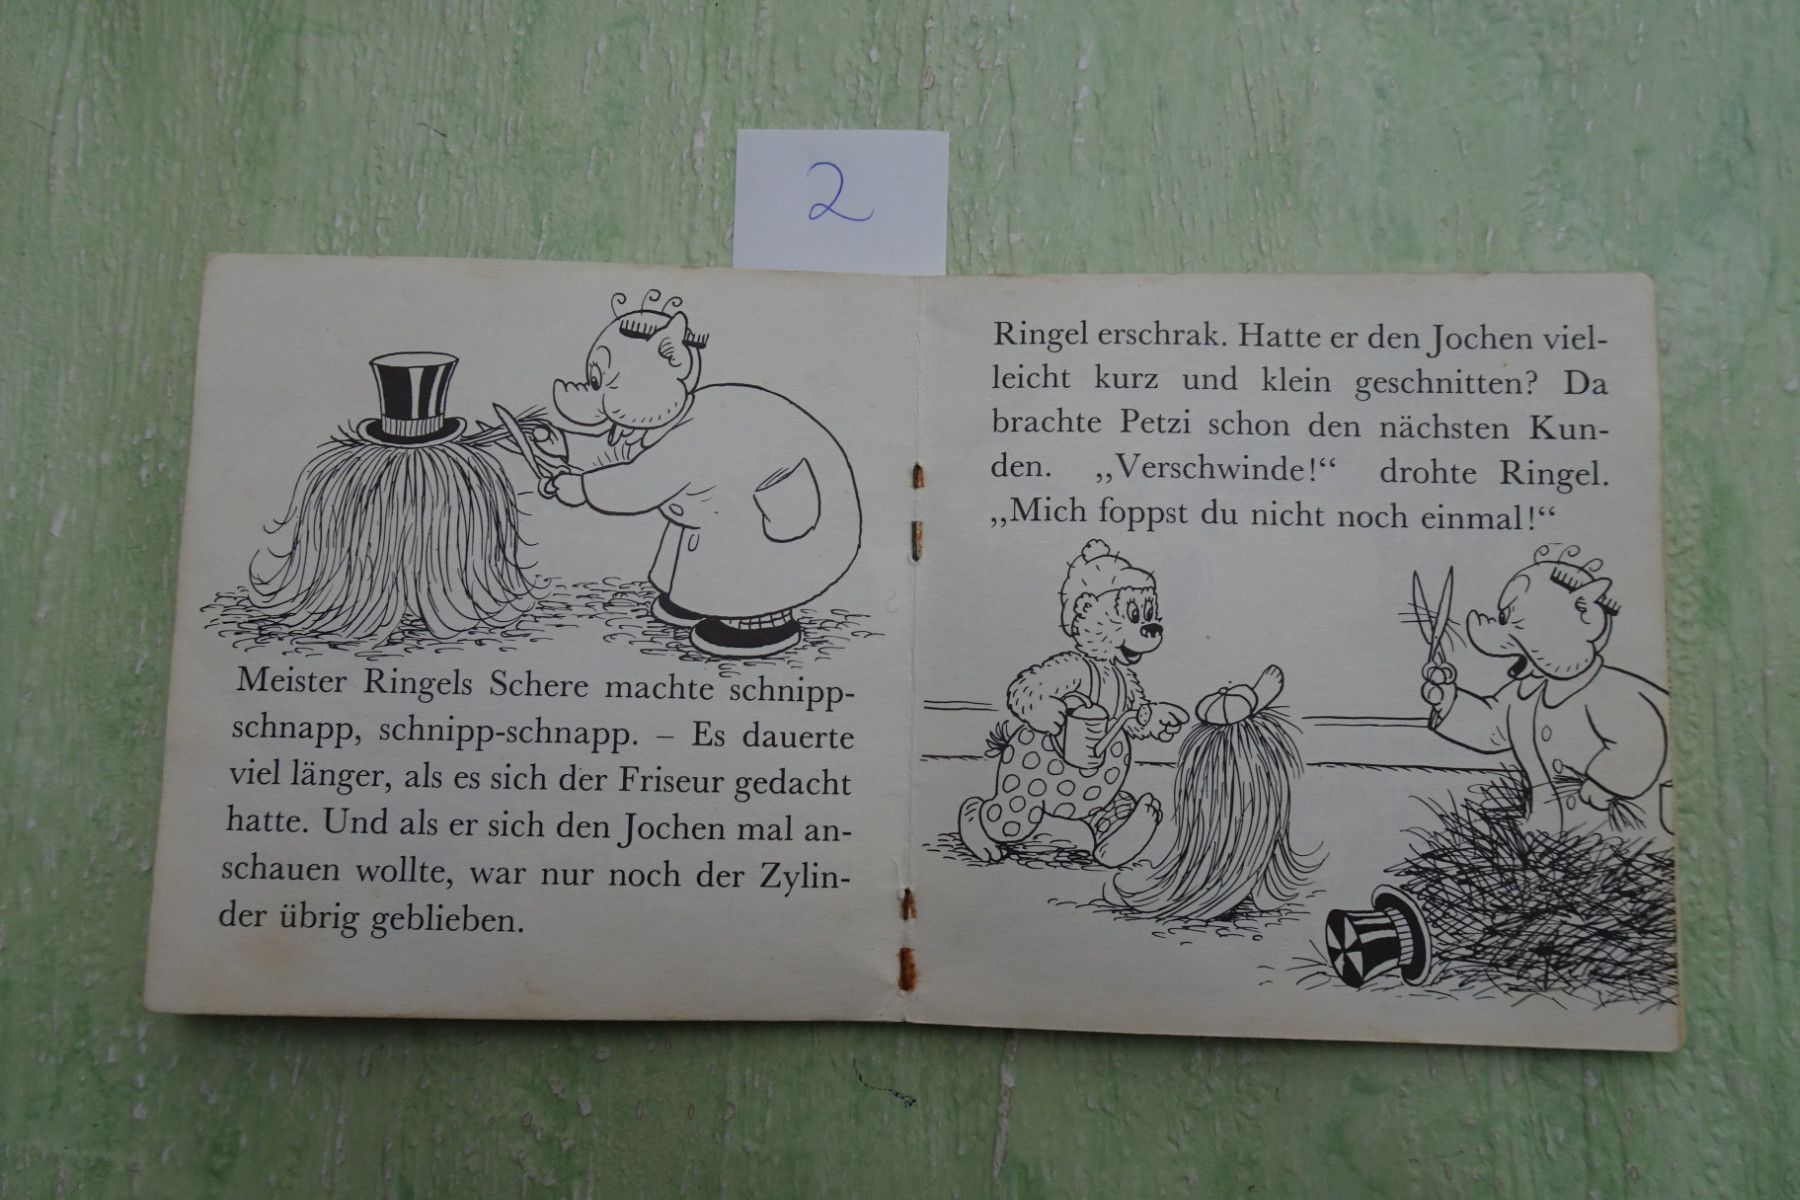 2
Meister Ringels Schere machte schnipp-
schnapp, schnipp-schnapp. – Es dauerte
viel länger, als es sich der Friseur gedacht
hatte. Und als er sich den Jochen mal an-
schauen wollte, war nur noch der Zylin-
der übrig geblieben.
Ringel erschrak. Hatte er den Jochen viel-
leicht kurz und klein geschnitten? Da
brachte Petzi schon den nächsten Kun-
den. „Verschwinde!“ drohte Ringel.
„Mich foppst du nicht noch einmal!“